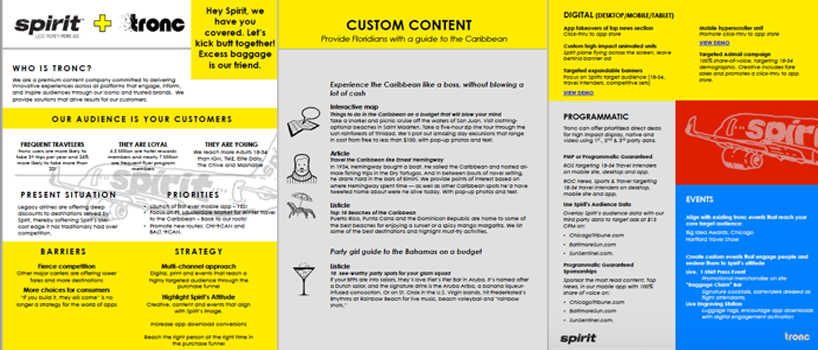 spirit
LESS MONEY. MORE GO.
+
tronc
Hey Spirit, we
have you
covered. Let's
kick butt together!
Excess baggage
is our friend.
WHO IS TRONC?
We are a premium content company committed to delivering
innovative experiences across all platforms that engage, inform,
and inspire audiences through our iconic and trusted brands. We
provide solutions that drive results for our customers.
OUR AUDIENCE IS YOUR CUSTOMERS
FREQUENT TRAVELERS
tronc users are more likely to
take 3+ trips per year and 24%
more likely to take more than
THEY ARE LOYAL
6.3 Million are hotel rewards
members and nearly 7 Million
are frequent flyer program
members
THEY ARE YOUNG
We reach more Adults 18-34
than IGN, TMZ, Elite Daily,
The Chive and Mashable
PRESENT SITUATION
Legacy airlines are offering deep
discounts to destinations served by
Spirit, thereby softening Spirit's low-
cost edge it has traditionally had over
competition.
PRIORITIES
Launch of first ever mobile app – YES!
Focus on Ft. Lauderdale Market for Winter travel
to the Caribbean – Back to our roots!
Promote new routes:
BARRIERS
Fierce competition
Other major carriers are offering lower
fares and more destinations
More choices for consumers
"If you build it, they will come" is no
longer a strategy for the world of apps
STRATEGY
Multi-channel approach
Digital, print and events that reach a
highly targeted audience through the
purchase funnel
Highlight Spirit's Attitude
Creative, content and events that align
with Spirit's image.
Increase app download conversions
Reach the right person at the right time in
the purchase funnel
CUSTOM CONTENT
Provide Floridians with a guide to the Caribbean
Experience the Caribbean like a boss, without blowing a
lot of cash
Interactive map
Things to do in the Caribbean on a budget that will blow your mind
Take a snorkel and picnic cruise off the waters of San Juan. Visit clothing-
optional beaches in Saint Maarten. Take a five-hour zip line tour through the
lush rainforests of Trinidad. We'll plot out amazing day excursions that range
in cost from free to less than $100, with pop-up photos and text.
Article
Travel the Caribbean like Ernest Hemingway
In 1934, Hemingway bought a boat. He sailed the Caribbean and hosted all-
male fishing trips in the Dry Tortugas. And in between bouts of novel writing,
he drank hard in the bars of Bimini. We provide points of interest based on
where Hemingway spent time — as well as other Caribbean spots he'd have
tweeted home about were he alive today. With pop-up photos and text.
Listicle
Top 10 Beaches of the Caribbean
Puerto Rico, Punta Cana and the Dominican Republic are home to some of
the best beaches for enjoying a sunset or a spicy mango margarita. We list
some of the best destinations and highlight must-try activities.
Party girl guide to the Bahamas on a budget
Listicle
10 see-worthy party spots for your glam squad
If your BFFs are into sailors, they'll love Pier Bar in Aruba. It's named after
a Dutch sailor, and the signature drink is the Aruba Ariba, a banana liqueur-
infused concoction. Or on St. Croix in the U.S. Virgin Islands, hit Frederiksted's
Rhythms at Rainbow Beach for live music, beach volleyball and "rainbow
shots."
DIGITAL (DESKTOP/MOBILE/TABLET)
App takeovers of top news section
Click-thru to app store
Custom high-impact animated units
Spirit plane flying across the screen, leave
behind banner ad
Targeted expandable banners
Focus on Spirits target audience (18-34,
travel intenders, competitive sets)
VIEW DEMO
Mobile hyperscroller unit
Promote click-thru to app store
VIEW DEMO
Targeted Adtaxi campaign
100% share-of-voice, targeting 18-34
demographic. Creative includes fare
sales and promotes a click-thru to app
store.
PROGRAMMATIC
Tronc can offer prioritized direct deals
for high impact display, native and
video using 1st, 2nd & 3rd party data.
PMP or Programmatic Guaranteed
ROS targeting 18-34 travel intenders on
desktop, mobile site and app.
ROC News, Sports & Travel targeting
18-34 travel intenders on desktop,
mobile site and app.
Use Spirit's Audience Data
Overlay Spirit's audience data with our
third party data to target ads at $15
CPM on:
• ChicagoTribune.com
• BaltimoreSun.com
• SunSentinel.com
Programmatic Guaranteed
Sponsorships
Sponsor the most read content, Top
News, in our mobile app with 100%
share of voice on:
• ChicagoTribune.com
• BaltimoreSun.com
• SunSentinel.com
spirit
EVENTS
Align with existing tronc events that reach your
core target audience:
Big Idea Awards, Chicago
Hartford Travel Show
Create custom events that engage people and
endear them to Spirit's attitude
Live, 1-Star Press Event
Promotional merchandise on site
"Baggage Claim" bar
Signature cocktails, bartenders dressed as
flight attendants.
Live Engraving Station
Luggage tags, encourage app downloads
with digital engagement activation
tronc